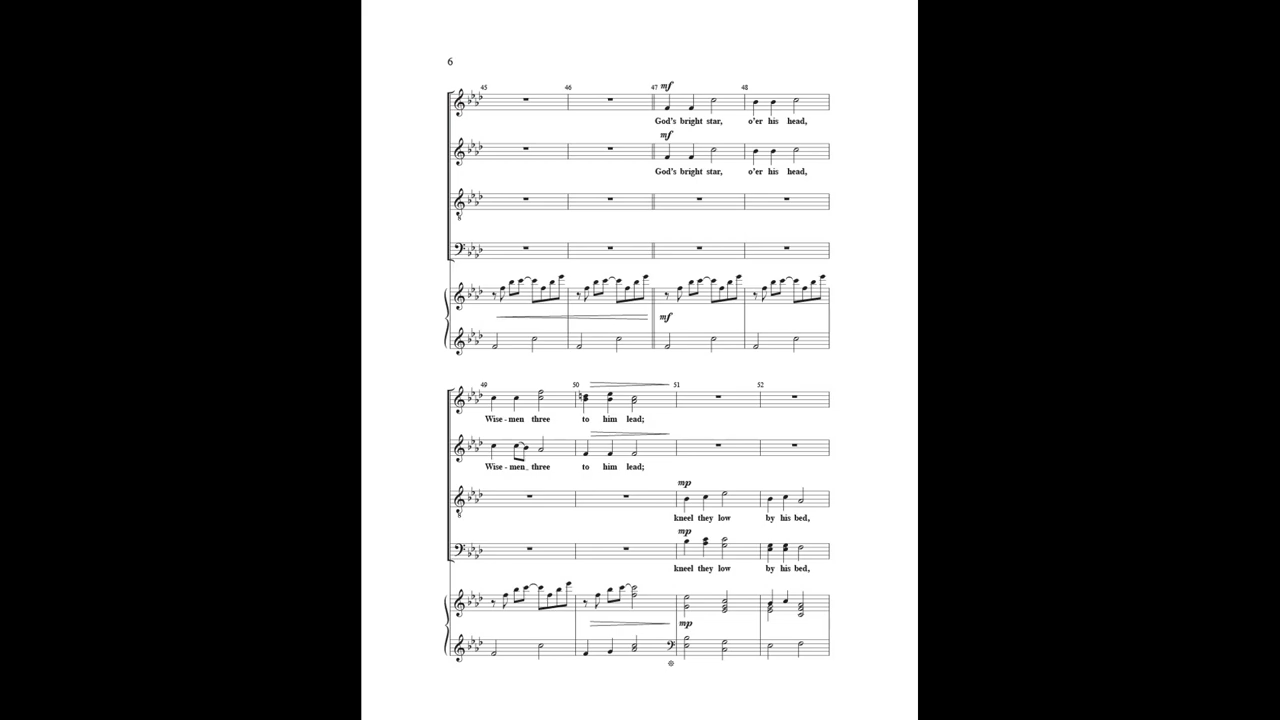 6
45 46 47 48
mf
God's bright star, o'er his head,
mf
God's bright star, o'er his head,
8
mf
49 50 51 52
Wise - men three to him lead;
Wise - men three to him lead;
mp
8
kneel they low by his bed,
mp
kneel they low by his bed,
mp